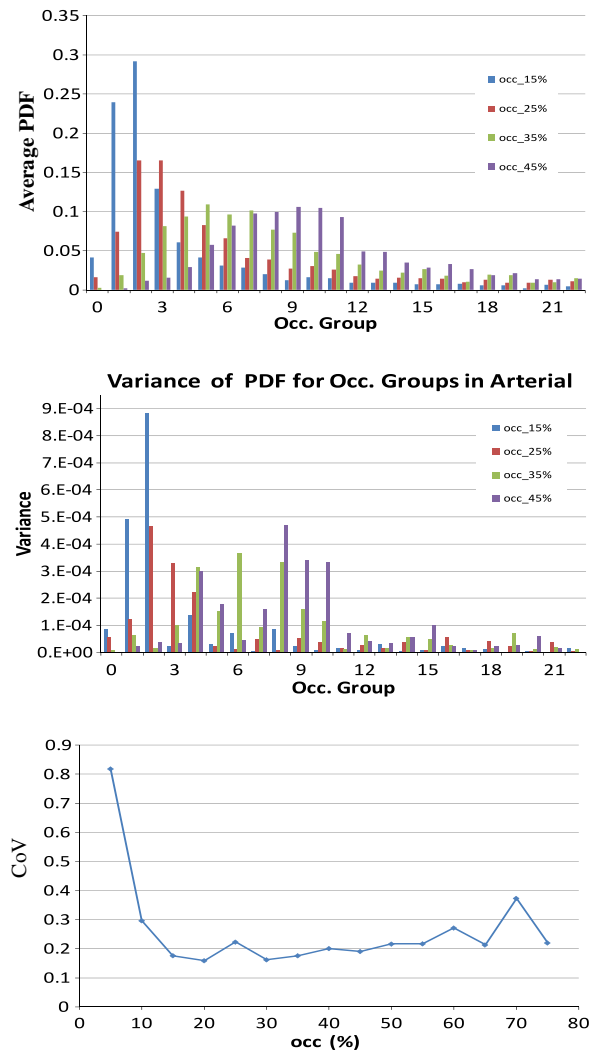 0.35
0.3
0.25
0.2
0.15
0.1
0.05
0
Average PDF
occ_15%
occ_25%
occ_35%
occ_45%
0 3 6 9 12 15 18 21
Occ. Group
Variance of PDF for Occ. Groups in Arterial
9.E-04
8.E-04
7.E-04
6.E-04
5.E-04
4.E-04
3.E-04
2.E-04
1.E-04
0.E+00
Variance
occ_15%
occ_25%
occ_35%
occ_45%
0 3 6 9 12 15 18 21
Occ. Group
0.9
0.8
0.7
0.6
0.5
0.4
0.3
0.2
0.1
0
CoV
0 10 20 30 40 50 60 70 80
occ (%)